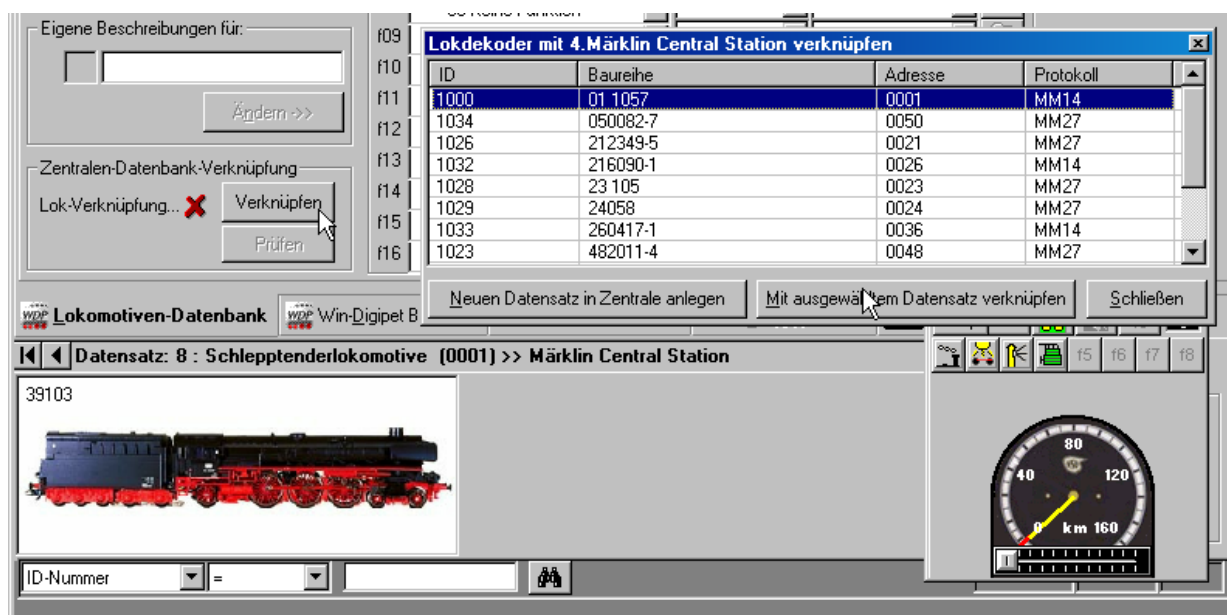 Eigene Beschreibungen für:
Ändern ->>
Zentralen-Datenbank-Verknüpfung
Lok-Verknüpfung...
Verknüpfen
Prüfen
f09
f10
f11
f12
f13
f14
f15
f16
Lokdekoder mit 4.Märklin Central Station verknüpfen
ID Baureihe Adresse Protokoll
1000 01 1057 0001 MM14
1034 050082-7 0050 MM27
1026 212349-5 0021 MM27
1032 216090-1 0026 MM14
1028 23 105 0023 MM27
1029 24058 0024 MM27
1033 260417-1 0036 MM14
1023 482011-4 0048 MM27
Neuen Datensatz in Zentrale anlegen Mit ausgewähltem Datensatz verknüpfen Schließen
WDP Lokomotiven-Datenbank WDP Win-Digipet B
Datensatz: 8 : Schlepptenderlokomotive (0001) >> Märklin Central Station
f5 f6 f7 f8
39103
80
40 120
0 km 160
ID-Nummer =